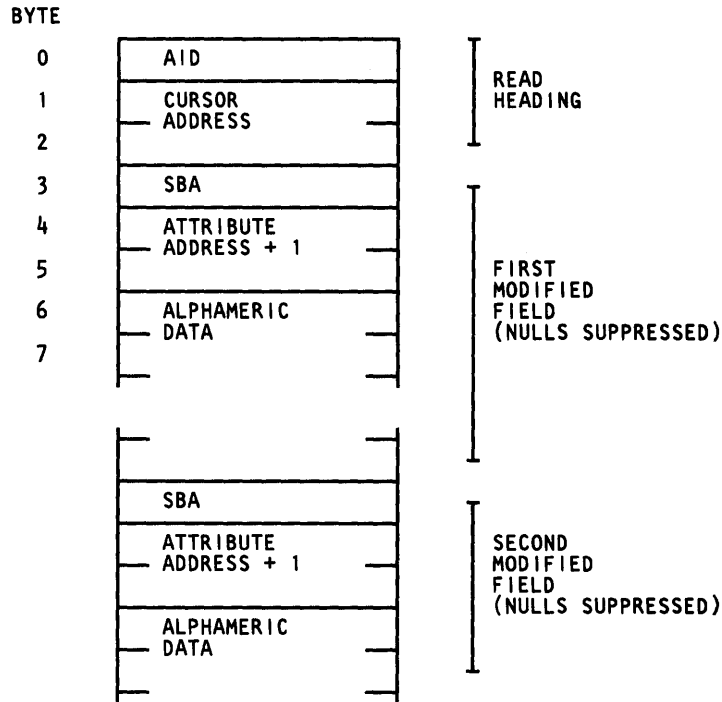 BYTE
0 AID
1 CURSOR
ADDRESS
2
READ
HEADING
3 SBA
4 ATTRIBUTE
ADDRESS + 1
5
6 ALPHAMERIC
DATA
7
FIRST
MODIFIED
FIELD
(NULLS SUPPRESSED)
SBA
ATTRIBUTE
ADDRESS + 1
ALPHAMERIC
DATA
SECOND
MODIFIED
FIELD
(NULLS SUPPRESSED)